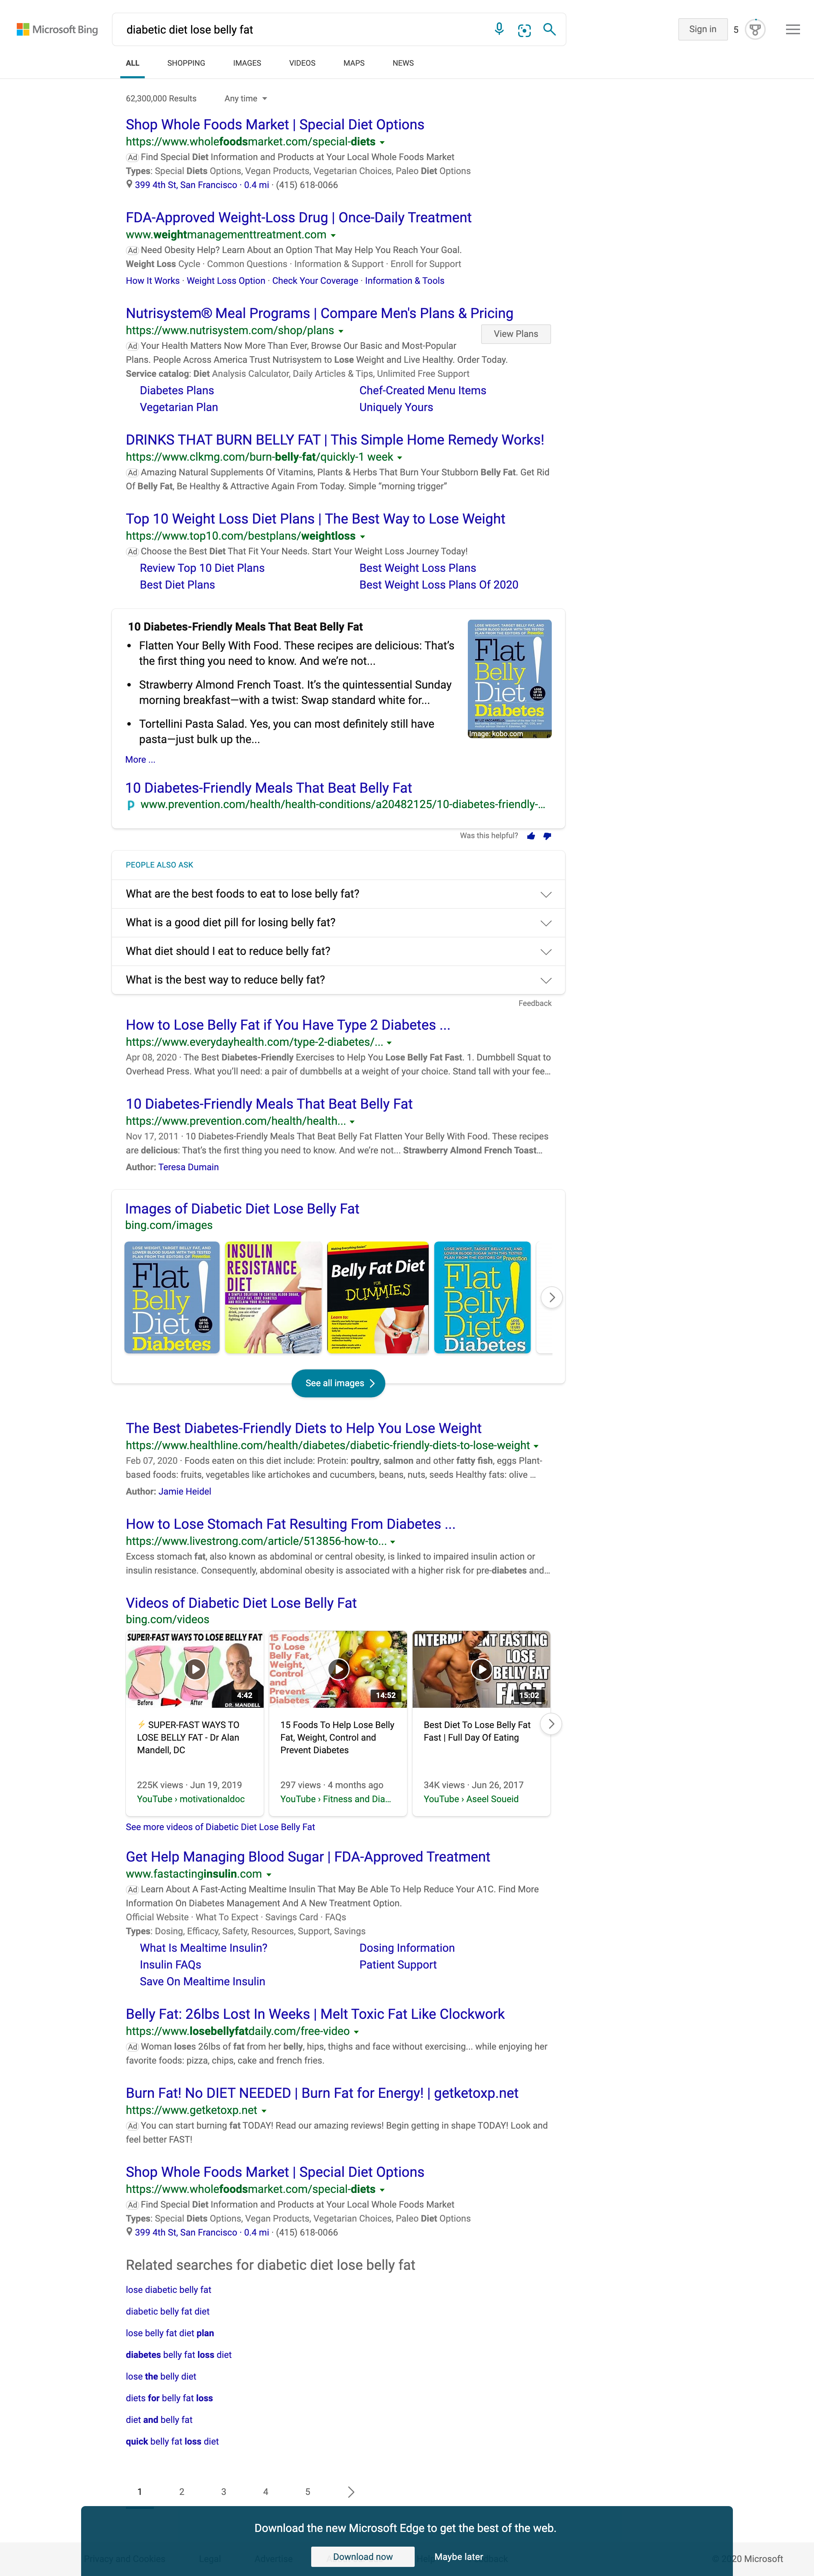 Microsoft Bing
diabetic diet lose belly fat
Sign in
5
ALL SHOPPING IMAGES VIDEOS MAPS NEWS
62,300,000 Results Any time
Shop Whole Foods Market | Special Diet Options
https://www.wholefoodsmarket.com/special-diets
Ad Find Special Diet Information and Products at Your Local Whole Foods Market
Types: Special Diets Options, Vegan Products, Vegetarian Choices, Paleo Diet Options
399 4th St, San Francisco · 0.4 mi · (415) 618-0066
FDA-Approved Weight-Loss Drug | Once-Daily Treatment
www.weightmanagementtreatment.com
Ad Need Obesity Help? Learn About an Option That May Help You Reach Your Goal.
Weight Loss Cycle · Common Questions · Information & Support · Enroll for Support
How It Works · Weight Loss Option · Check Your Coverage · Information & Tools
Nutrisystem® Meal Programs | Compare Men's Plans & Pricing
https://www.nutrisystem.com/shop/plans
View Plans
Ad Your Health Matters Now More Than Ever, Browse Our Basic and Most-Popular
Plans. People Across America Trust Nutrisystem to Lose Weight and Live Healthy. Order Today.
Service catalog: Diet Analysis Calculator, Daily Articles & Tips, Unlimited Free Support
Diabetes Plans Chef-Created Menu Items
Vegetarian Plan Uniquely Yours
DRINKS THAT BURN BELLY FAT | This Simple Home Remedy Works!
https://www.clkmg.com/burn-belly-fat/quickly-1 week
Ad Amazing Natural Supplements Of Vitamins, Plants & Herbs That Burn Your Stubborn Belly Fat. Get Rid
Of Belly Fat, Be Healthy & Attractive Again From Today. Simple “morning trigger”
Top 10 Weight Loss Diet Plans | The Best Way to Lose Weight
https://www.top10.com/bestplans/weightloss
Ad Choose the Best Diet That Fit Your Needs. Start Your Weight Loss Journey Today!
Review Top 10 Diet Plans Best Weight Loss Plans
Best Diet Plans Best Weight Loss Plans Of 2020
10 Diabetes-Friendly Meals That Beat Belly Fat
• Flatten Your Belly With Food. These recipes are delicious: That’s
the first thing you need to know. And we’re not...
• Strawberry Almond French Toast. It’s the quintessential Sunday
morning breakfast—with a twist: Swap standard white for...
• Tortellini Pasta Salad. Yes, you can most definitely still have
pasta—just bulk up the...
Flat
Belly
Diet
Diabetes
Image: kobo.com
More ...
10 Diabetes-Friendly Meals That Beat Belly Fat
www.prevention.com/health/health-conditions/a20482125/10-diabetes-friendly-...
Was this helpful?
PEOPLE ALSO ASK
What are the best foods to eat to lose belly fat?
What is a good diet pill for losing belly fat?
What diet should I eat to reduce belly fat?
What is the best way to reduce belly fat?
Feedback
How to Lose Belly Fat if You Have Type 2 Diabetes ...
https://www.everydayhealth.com/type-2-diabetes/...
Apr 08, 2020 · The Best Diabetes-Friendly Exercises to Help You Lose Belly Fat Fast. 1. Dumbbell Squat to
Overhead Press. What you’ll need: a pair of dumbbells at a weight of your choice. Stand tall with your fee...
10 Diabetes-Friendly Meals That Beat Belly Fat
https://www.prevention.com/health/health...
Nov 17, 2011 · 10 Diabetes-Friendly Meals That Beat Belly Fat Flatten Your Belly With Food. These recipes
are delicious: That’s the first thing you need to know. And we’re not... Strawberry Almond French Toast...
Author: Teresa Dumain
Images of Diabetic Diet Lose Belly Fat
bing.com/images
Flat
Belly
Diet
Diabetes
INSULIN
RESISTANCE
DIET
Belly Fat Diet
FOR
DUMMIES
Flat
Belly
Diet
Diabetes
See all images
The Best Diabetes-Friendly Diets to Help You Lose Weight
https://www.healthline.com/health/diabetes/diabetic-friendly-diets-to-lose-weight
Feb 07, 2020 · Foods eaten on this diet include: Protein: poultry, salmon and other fatty fish, eggs Plant-
based foods: fruits, vegetables like artichokes and cucumbers, beans, nuts, seeds Healthy fats: olive ...
Author: Jamie Heidel
How to Lose Stomach Fat Resulting From Diabetes ...
https://www.livestrong.com/article/513856-how-to...
Excess stomach fat, also known as abdominal or central obesity, is linked to impaired insulin action or
insulin resistance. Consequently, abdominal obesity is associated with a higher risk for pre-diabetes and...
Videos of Diabetic Diet Lose Belly Fat
bing.com/videos
SUPER-FAST WAYS TO LOSE BELLY FAT
Before After
DR. MANDELL
4:42
15 Foods
To Lose
Belly Fat,
Weight,
Control
and
Prevent
Diabetes
14:52
LOSE
BELLY FAT
FAST
15:02
⚡ SUPER-FAST WAYS TO
LOSE BELLY FAT - Dr Alan
Mandell, DC
225K views · Jun 19, 2019
YouTube › motivationaldoc
15 Foods To Help Lose Belly
Fat, Weight, Control and
Prevent Diabetes
297 views · 4 months ago
YouTube › Fitness and Dia...
Best Diet To Lose Belly Fat
Fast | Full Day Of Eating
34K views · Jun 26, 2017
YouTube › Aseel Soueid
See more videos of Diabetic Diet Lose Belly Fat
Get Help Managing Blood Sugar | FDA-Approved Treatment
www.fastactinginsulin.com
Ad Learn About A Fast-Acting Mealtime Insulin That May Be Able To Help Reduce Your A1C. Find More
Information On Diabetes Management And A New Treatment Option.
Official Website · What To Expect · Savings Card · FAQs
Types: Dosing, Efficacy, Safety, Resources, Support, Savings
What Is Mealtime Insulin? Dosing Information
Insulin FAQs Patient Support
Save On Mealtime Insulin
Belly Fat: 26lbs Lost In Weeks | Melt Toxic Fat Like Clockwork
https://www.losebellyfatdaily.com/free-video
Ad Woman loses 26lbs of fat from her belly, hips, thighs and face without exercising... while enjoying her
favorite foods: pizza, chips, cake and french fries.
Burn Fat! No DIET NEEDED | Burn Fat for Energy! | getketoxp.net
https://www.getketoxp.net
Ad You can start burning fat TODAY! Read our amazing reviews! Begin getting in shape TODAY! Look and
feel better FAST!
Shop Whole Foods Market | Special Diet Options
https://www.wholefoodsmarket.com/special-diets
Ad Find Special Diet Information and Products at Your Local Whole Foods Market
Types: Special Diets Options, Vegan Products, Vegetarian Choices, Paleo Diet Options
399 4th St, San Francisco · 0.4 mi · (415) 618-0066
Related searches for diabetic diet lose belly fat
lose diabetic belly fat
diabetic belly fat diet
lose belly fat diet plan
diabetes belly fat loss diet
lose the belly diet
diets for belly fat loss
diet and belly fat
quick belly fat loss diet
1 2 3 4 5
Download the new Microsoft Edge to get the best of the web.
Download now Maybe later
Microsoft